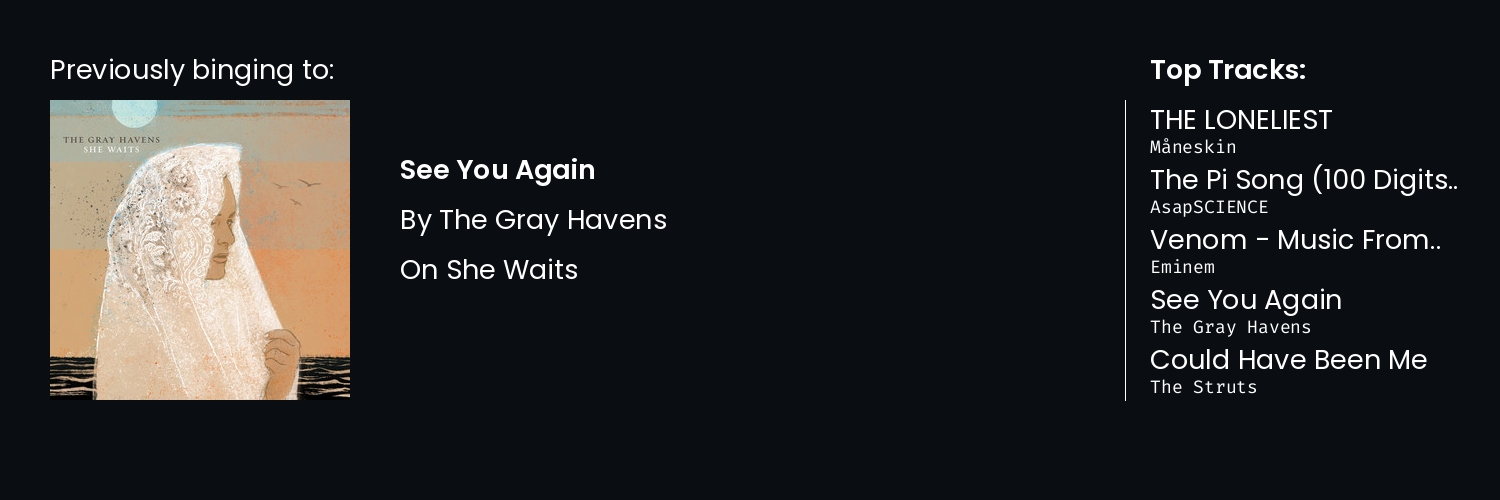 Previously binging to:
THE GRAY HAVENS
SHE WAITS
See You Again
By The Gray Havens
On She Waits
Top Tracks:
THE LONELIEST
Måneskin
The Pi Song (100 Digits..
AsapSCIENCE
Venom - Music From..
Eminem
See You Again
The Gray Havens
Could Have Been Me
The Struts